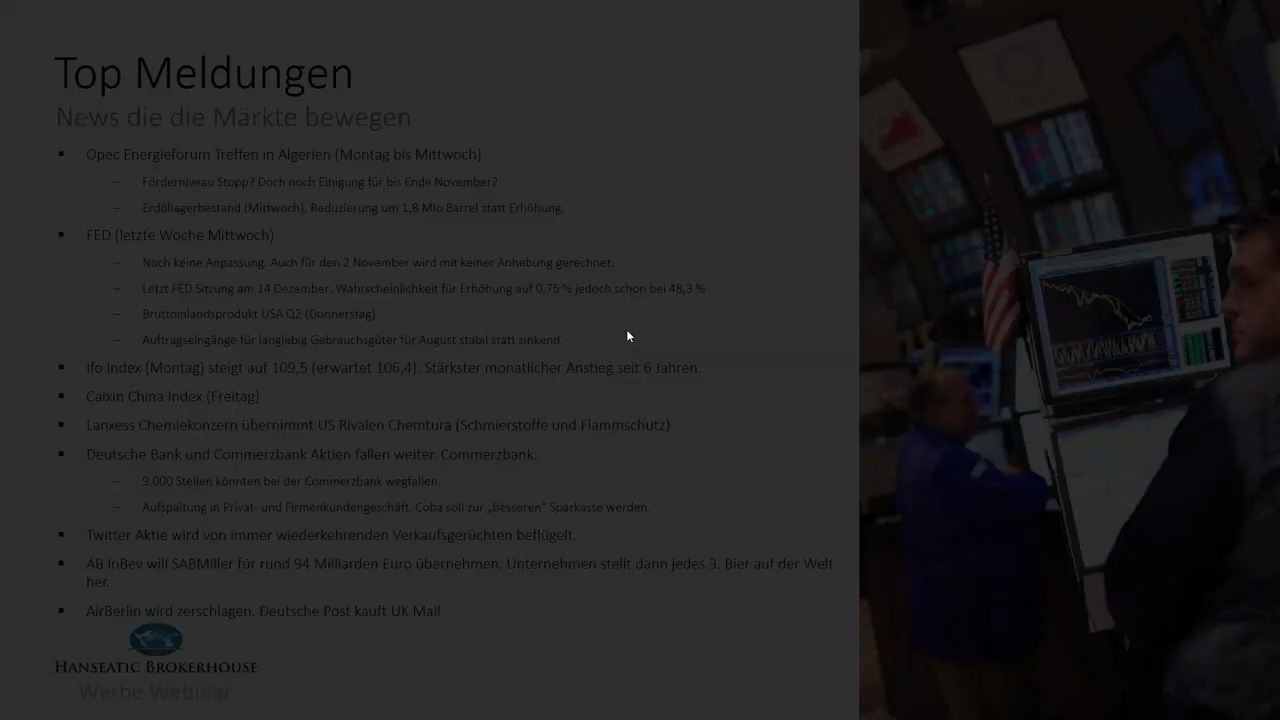 Top Meldungen
News die die Märkte bewegen
▪ Opec Energieforum Treffen in Algerien (Montag bis Mittwoch)
– Förderniveau Stopp? Doch noch Einigung für bis Ende November?
– Erdöllagerbestand (Mittwoch), Reduzierung um 1,8 Mio Barrel statt Erhöhung.
▪ FED (letzte Woche Mittwoch)
– Noch keine Anpassung. Auch für den 2 November wird mit keiner Anhebung gerechnet.
– Letzt FED Sitzung am 14 Dezember. Wahrscheinlichkeit für Erhöhung auf 0,75 % jedoch schon bei 48,3 %
– Bruttoinlandsprodukt USA Q2 (Donnerstag)
– Auftragseingänge für langlebig Gebrauchsgüter für August stabil statt sinkend.
▪ Ifo Index (Montag) steigt auf 109,5 (erwartet 106,4). Stärkster monatlicher Anstieg seit 6 Jahren.
▪ Caixin China Index (Freitag)
▪ Lanxess Chemiekonzern übernimmt US Rivalen Chemtura (Schmierstoffe und Flammschutz)
▪ Deutsche Bank und Commerzbank Aktien fallen weiter. Commerzbank:
– 9.000 Stellen könnten bei der Commerzbank wegfallen.
– Aufspaltung in Privat- und Firmenkundengeschäft. Coba soll zur „besseren" Sparkasse werden.
▪ Twitter Aktie wird von immer wiederkehrenden Verkaufsgerüchten beflügelt.
▪ AB InBev will SABMiller für rund 94 Milliarden Euro übernehmen. Unternehmen stellt dann jedes 3. Bier auf der Welt
her.
▪ AirBerlin wird zerschlagen. Deutsche Post kauft UK Mail
HANSEATIC BROKERHOUSE
Werbe Webinar